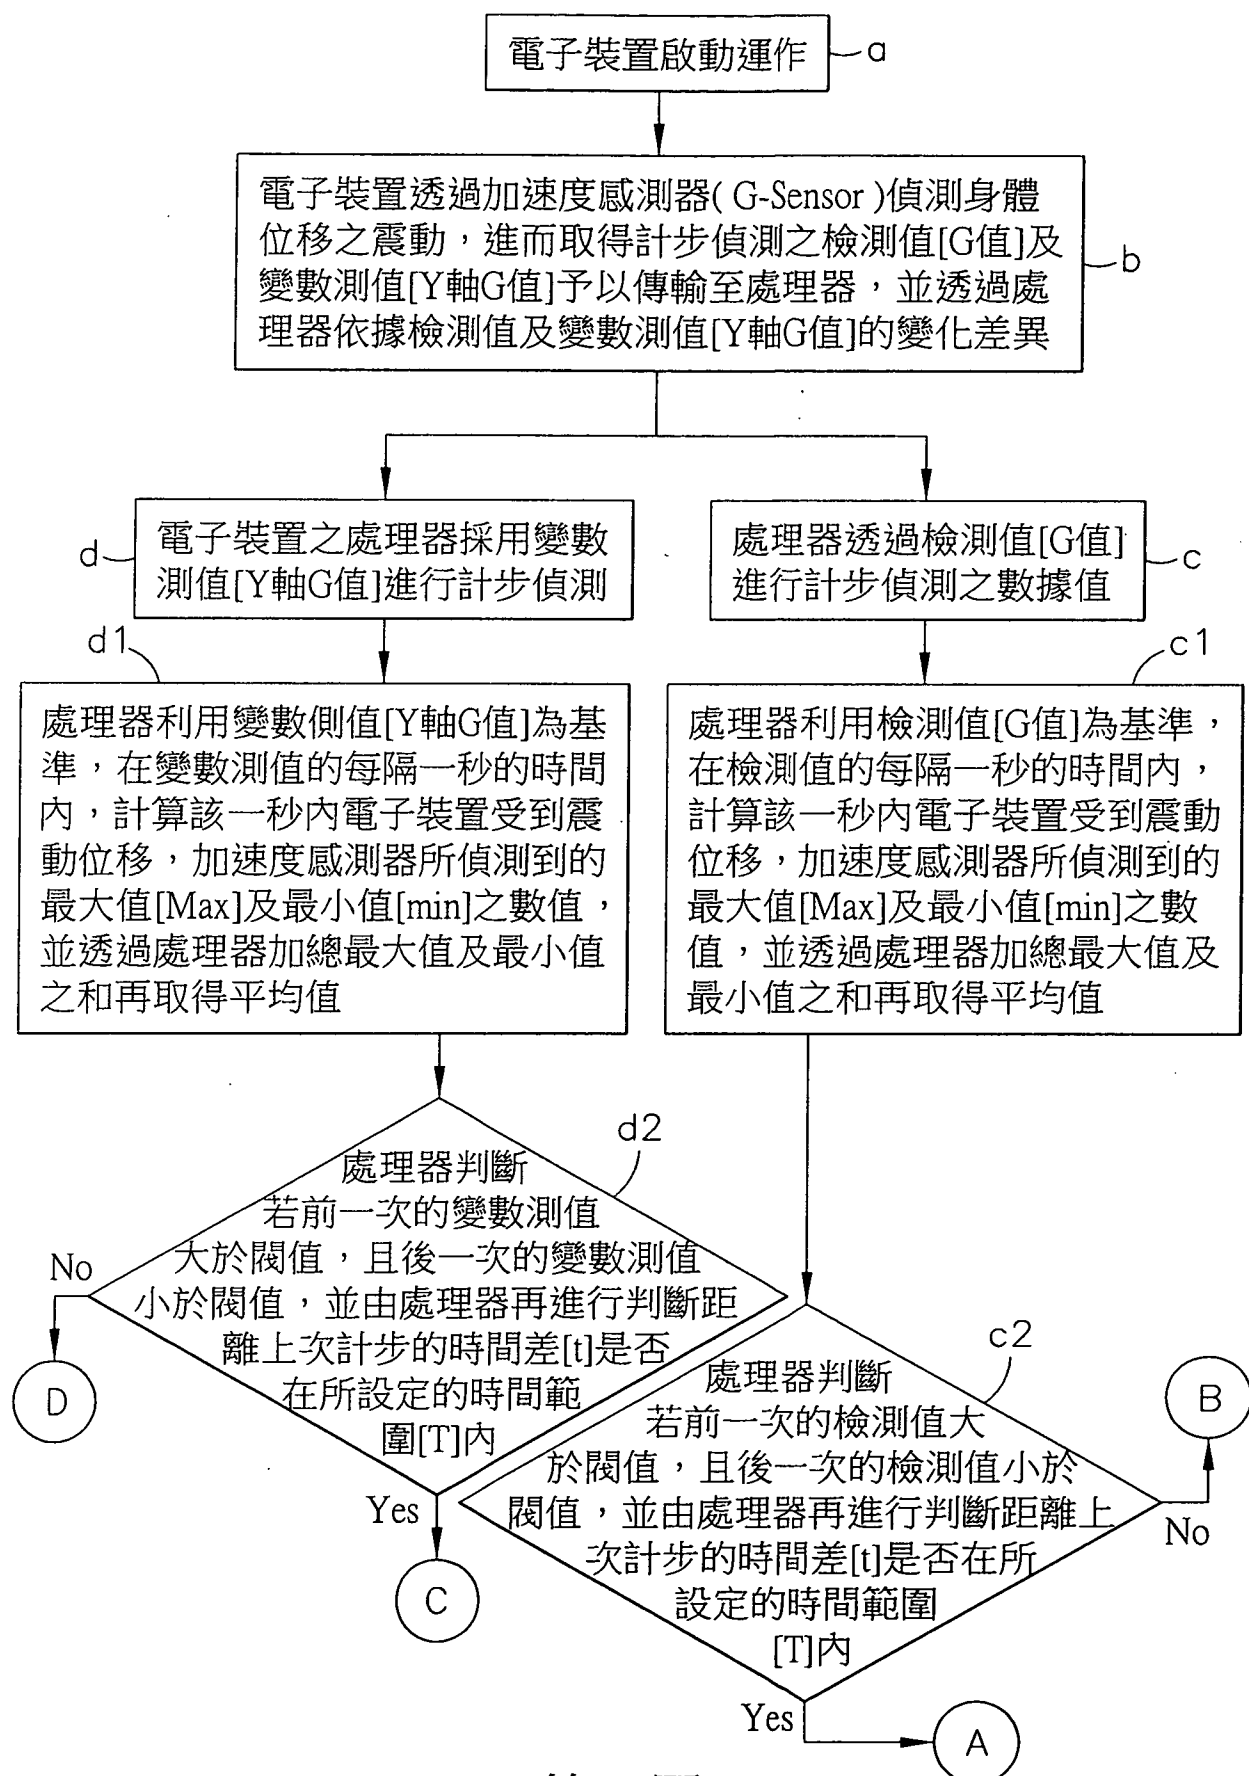 電子裝置啟動運作
a
電子裝置透過加速度感測器( G-Sensor )偵測身體
位移之震動，進而取得計步偵測之檢測值[G值]及
變數測值[Y軸G值]予以傳輸至處理器，並透過處
理器依據檢測值及變數測值[Y軸G值]的變化差異
b
d
電子裝置之處理器採用變數
測值[Y軸G值]進行計步偵測
處理器透過檢測值[G值]
進行計步偵測之數據值
c
d1
處理器利用變數側值[Y軸G值]為基
準，在變數測值的每隔一秒的時間
內，計算該一秒內電子裝置受到震
動位移，加速度感測器所偵測到的
最大值[Max]及最小值[min]之數值，
並透過處理器加總最大值及最小值
之和再取得平均值
c1
處理器利用檢測值[G值]為基準，
在檢測值的每隔一秒的時間內，
計算該一秒內電子裝置受到震動
位移，加速度感測器所偵測到的
最大值[Max]及最小值[min]之數
值，並透過處理器加總最大值及
最小值之和再取得平均值
d2
處理器判斷
若前一次的變數測值
大於閥值，且後一次的變數測值
小於閥值，並由處理器再進行判斷距
離上次計步的時間差[t]是否
在所設定的時間範
圍[T]內
No
D
Yes
C
c2
處理器判斷
若前一次的檢測值大
於閥值，且後一次的檢測值小於
閥值，並由處理器再進行判斷距離上
次計步的時間差[t]是否在所
設定的時間範圍
[T]內
B
No
Yes
A